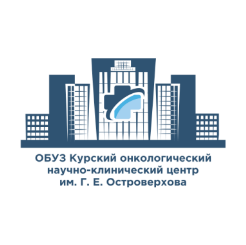 ОБУЗ Курский онкологический
научно-клинический центр
им. Г. Е. Островерхова